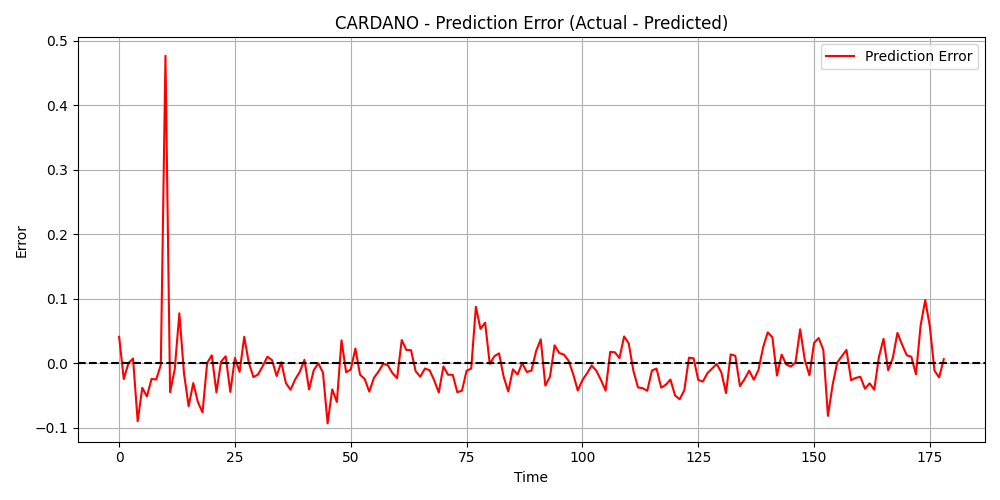 CARDANO - Prediction Error (Actual - Predicted)
Prediction Error
Error
0.5
0.4
0.3
0.2
0.1
0.0
−0.1
0 25 50 75 100 125 150 175
Time